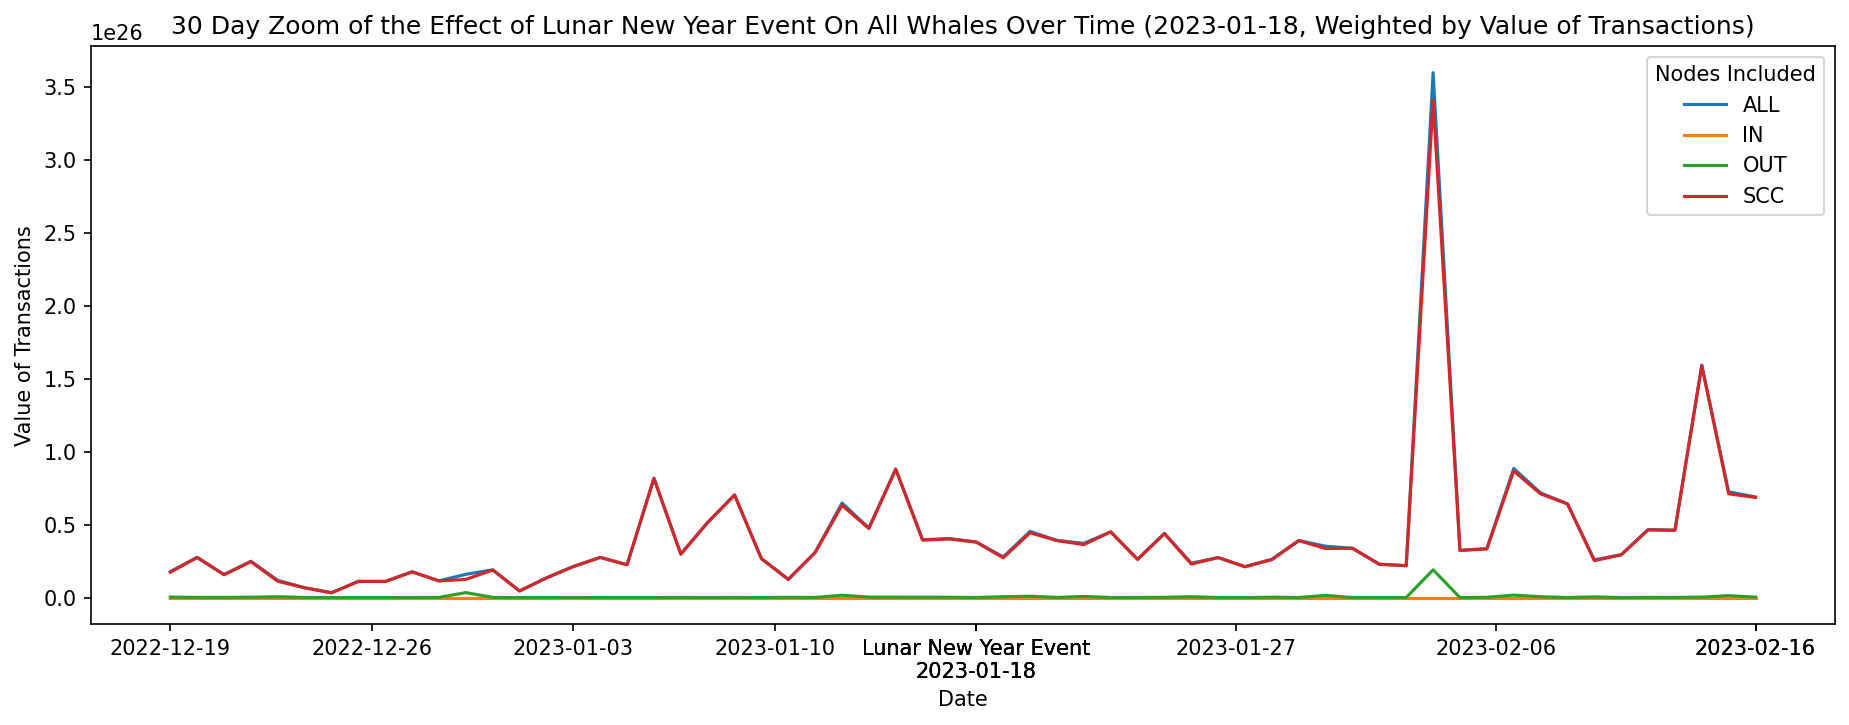 30 Day Zoom of the Effect of Lunar New Year Event On All Whales Over Time (2023-01-18, Weighted by Value of Transactions)
1e26
Nodes Included
ALL
IN
OUT
SCC
3.5
3.0
2.5
2.0
1.5
1.0
0.5
0.0
Value of Transactions
2022-12-19
2022-12-26
2023-01-03
2023-01-10
Lunar New Year Event
2023-01-18
2023-01-27
2023-02-06
2023-02-16
Date